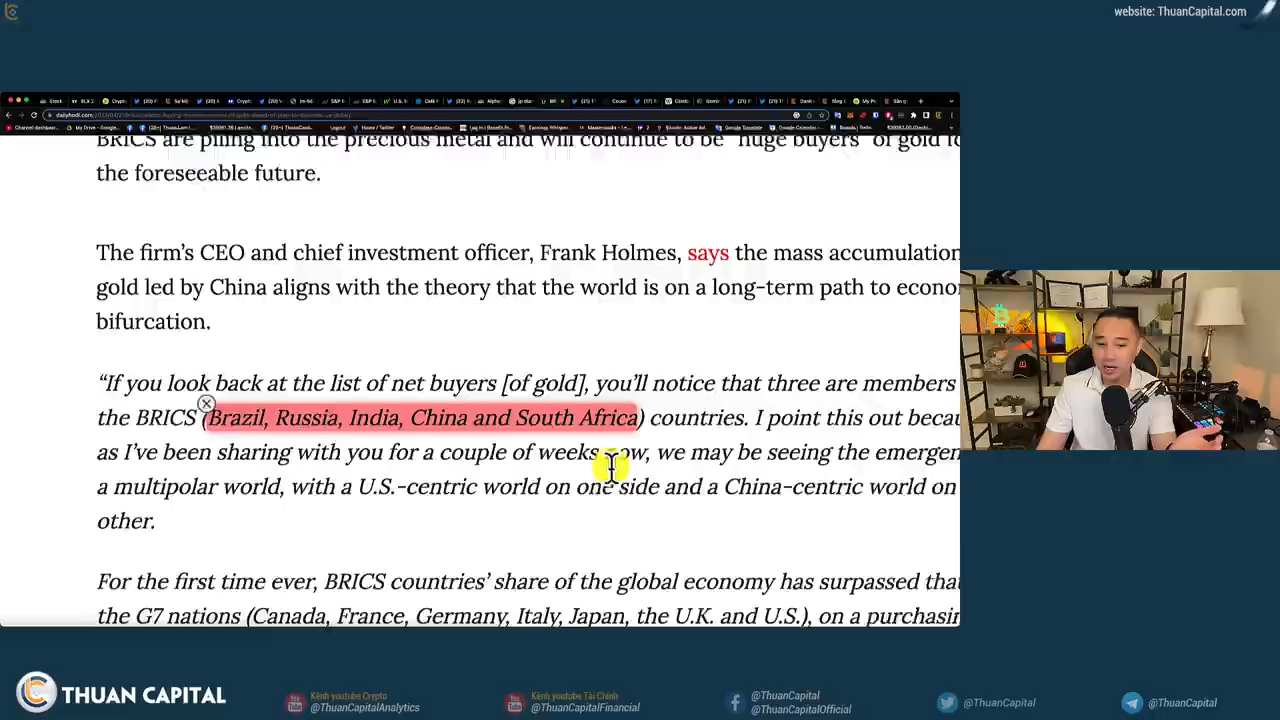 website: ThuanCapital.com
BRICS are piling into the precious metal and will continue to be "huge buyers" of gold
the foreseeable future.
The firm's CEO and chief investment officer, Frank Holmes, says the mass accumulation
gold led by China aligns with the theory that the world is on a long-term path to econo
bifurcation.
“If you look back at the list of net buyers [of gold], you’ll notice that three are members
the BRICS (Brazil, Russia, India, China and South Africa) countries. I point this out becau
as I’ve been sharing with you for a couple of weeks now, we may be seeing the emergen
a multipolar world, with a U.S.-centric world on one side and a China-centric world on
other.
For the first time ever, BRICS countries’ share of the global economy has surpassed tha
the G7 nations (Canada, France, Germany, Italy, Japan, the U.K. and U.S.), on a purchasin
THUAN CAPITAL
Kênh youtube Crypto
@ThuanCapitalAnalytics
Kênh youtube Tài Chính
@ThuanCapitalFinancial
@ThuanCapital
@ThuanCapitalOfficial
@ThuanCapital
@ThuanCapital